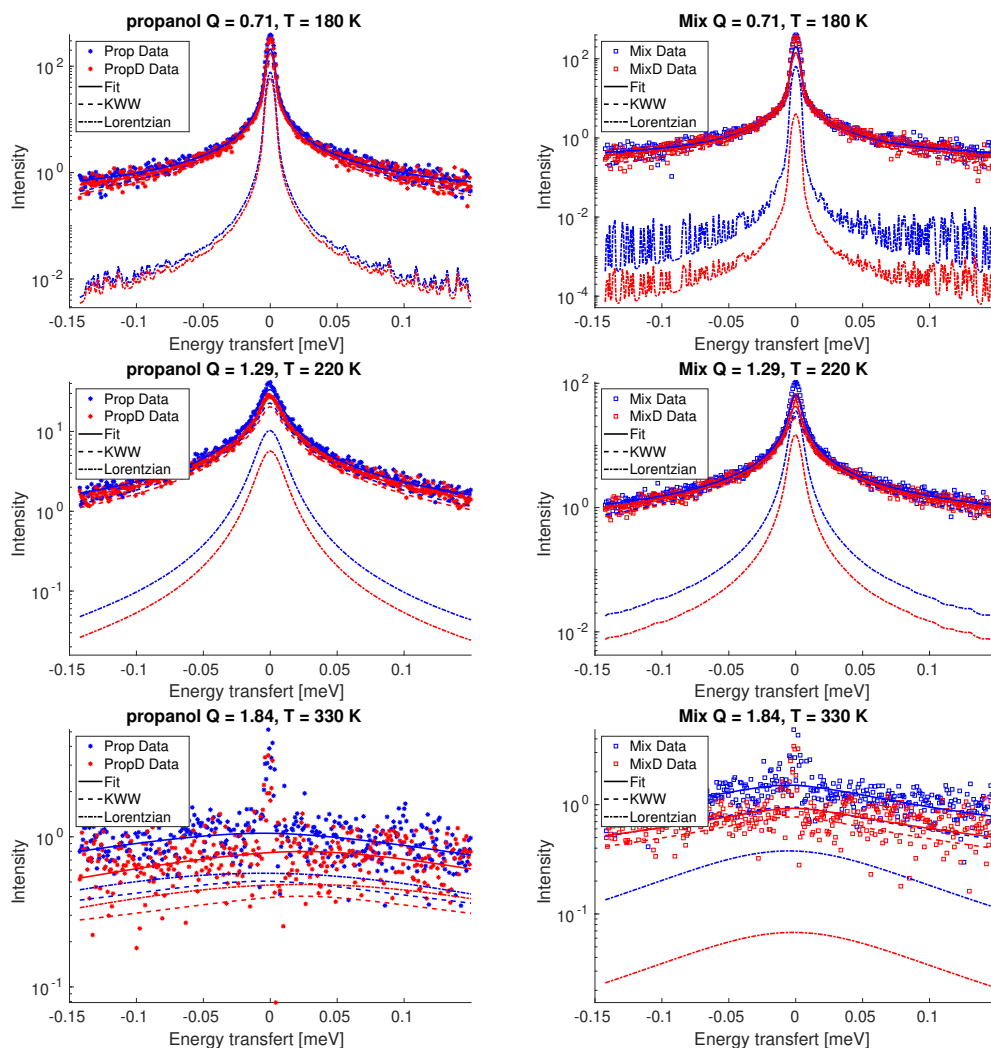 propanol Q = 0.71, T = 180 K
Prop Data
PropD Data
Fit
KWW
Lorentzian
10^2
10^0
10^-2
Intensity
-0.15 -0.1 -0.05 0 0.05 0.1
Energy transfert [meV]
Mix Q = 0.71, T = 180 K
Mix Data
MixD Data
Fit
KWW
Lorentzian
10^2
10^0
10^-2
10^-4
Intensity
-0.15 -0.1 -0.05 0 0.05 0.1
Energy transfert [meV]
propanol Q = 1.29, T = 220 K
Prop Data
PropD Data
Fit
KWW
Lorentzian
10^1
10^0
10^-1
Intensity
-0.15 -0.1 -0.05 0 0.05 0.1
Energy transfert [meV]
Mix Q = 1.29, T = 220 K
Mix Data
MixD Data
Fit
KWW
Lorentzian
10^2
10^0
10^-2
Intensity
-0.15 -0.1 -0.05 0 0.05 0.1
Energy transfert [meV]
propanol Q = 1.84, T = 330 K
Prop Data
PropD Data
Fit
KWW
Lorentzian
10^0
10^-1
Intensity
-0.15 -0.1 -0.05 0 0.05 0.1
Energy transfert [meV]
Mix Q = 1.84, T = 330 K
Mix Data
MixD Data
Fit
KWW
Lorentzian
10^0
10^-1
Intensity
-0.15 -0.1 -0.05 0 0.05 0.1
Energy transfert [meV]